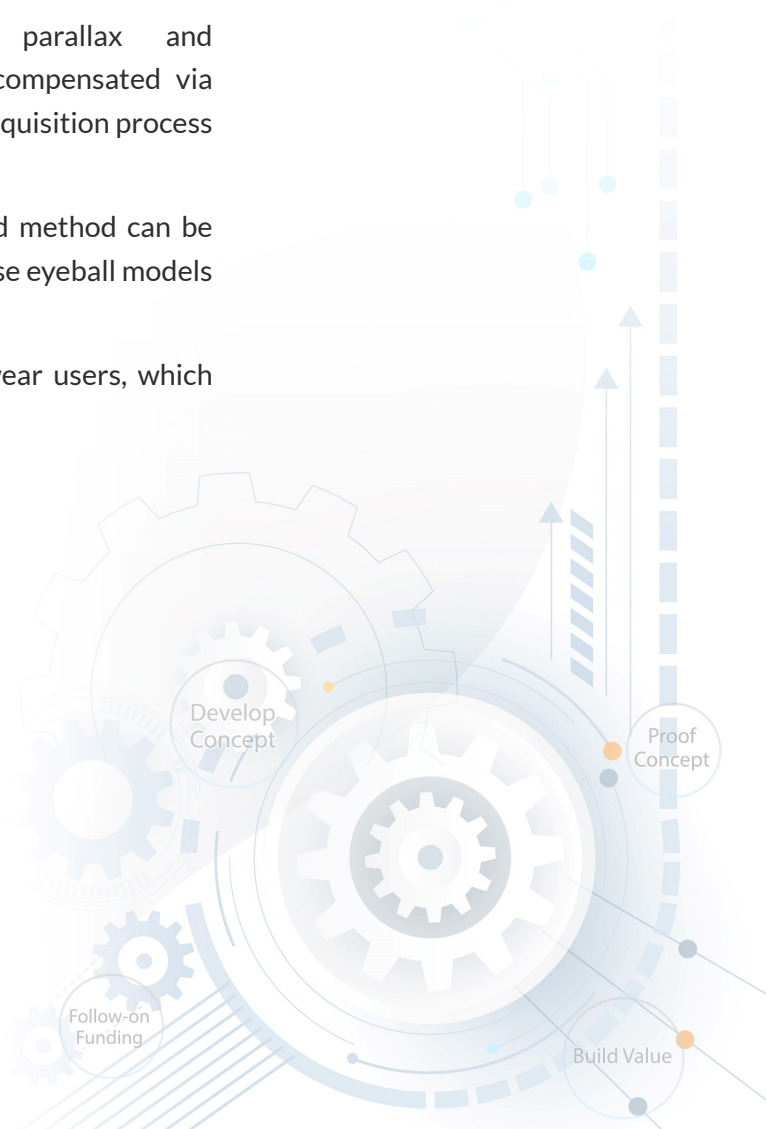 parallax and
compensated via
quisition process
d method can be
se eyeball models
ear users, which
Develop
Concept
Proof
Concept
Follow-on
Funding
Build Value